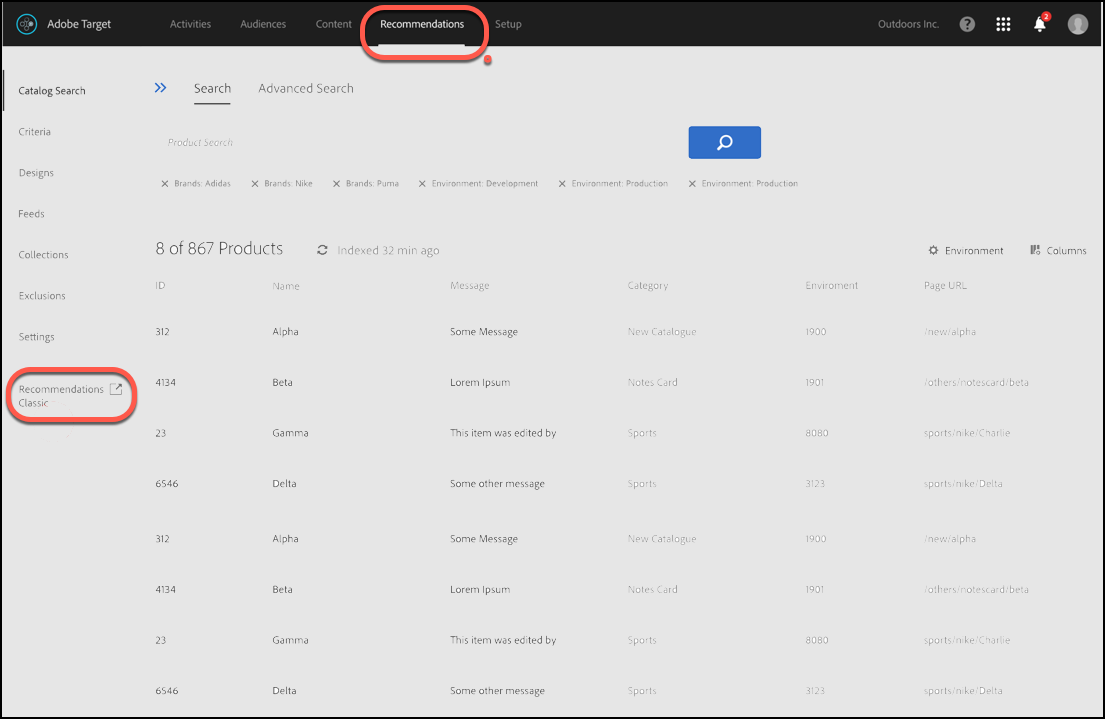 Adobe Target Activities Audiences Content Recommendations Setup Outdoors Inc. ? 2
Catalog Search
Criteria
Designs
Feeds
Collections
Exclusions
Settings
Recommendations
Classic
Search Advanced Search
Product Search
Brands: Adidas Brands: Nike Brands: Puma Environment: Development Environment: Production Environment: Production
8 of 867 Products Indexed 32 min ago Environment Columns
ID Name Message Category Enviroment Page URL
312 Alpha Some Message New Catalogue 1900 /new/alpha
4134 Beta Lorem Ipsum Notes Card 1901 /others/notescard/beta
23 Gamma This item was edited by Sports 8080 sports/nike/Charlie
6546 Delta Some other message Sports 3123 sports/nike/Delta
312 Alpha Some Message New Catalogue 1900 /new/alpha
4134 Beta Lorem Ipsum Notes Card 1901 /others/notescard/beta
23 Gamma This item was edited by Sports 8080 sports/nike/Charlie
6546 Delta Some other message Sports 3123 sports/nike/Delta